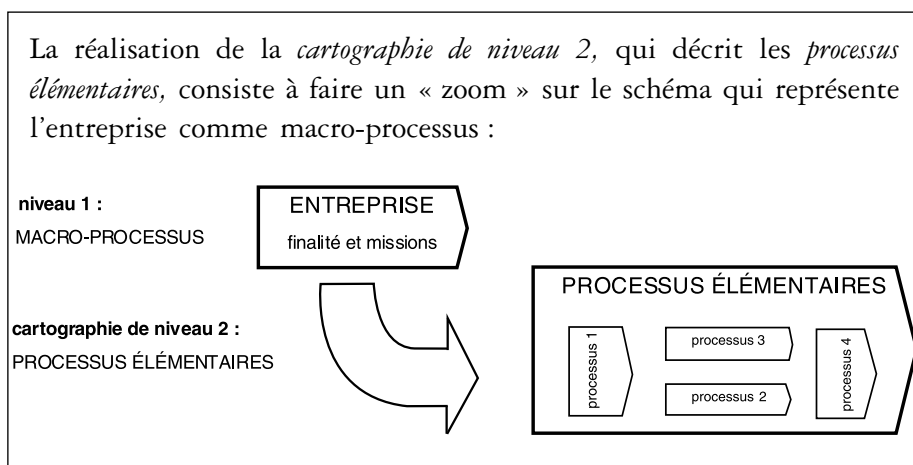 La réalisation de la cartographie de niveau 2, qui décrit les processus
élémentaires, consiste à faire un « zoom » sur le schéma qui représente
l'entreprise comme macro-processus :
niveau 1 :
MACRO-PROCESSUS
ENTREPRISE
finalité et missions
cartographie de niveau 2 :
PROCESSUS ÉLÉMENTAIRES
PROCESSUS ÉLÉMENTAIRES
processus 1
processus 3
processus 2
processus 4